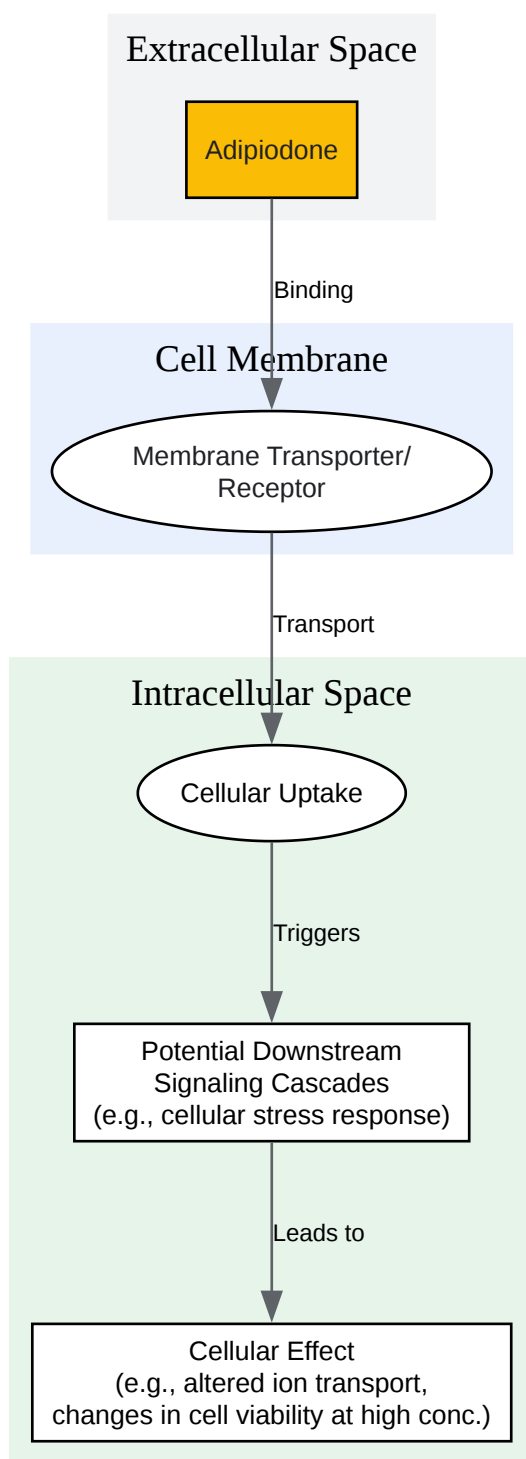 Extracellular Space
Adipiodone
Binding
Cell Membrane
Membrane Transporter/
Receptor
Transport
Intracellular Space
Cellular Uptake
Triggers
Potential Downstream
Signaling Cascades
(e.g., cellular stress response)
Leads to
Cellular Effect
(e.g., altered ion transport,
changes in cell viability at high conc.)